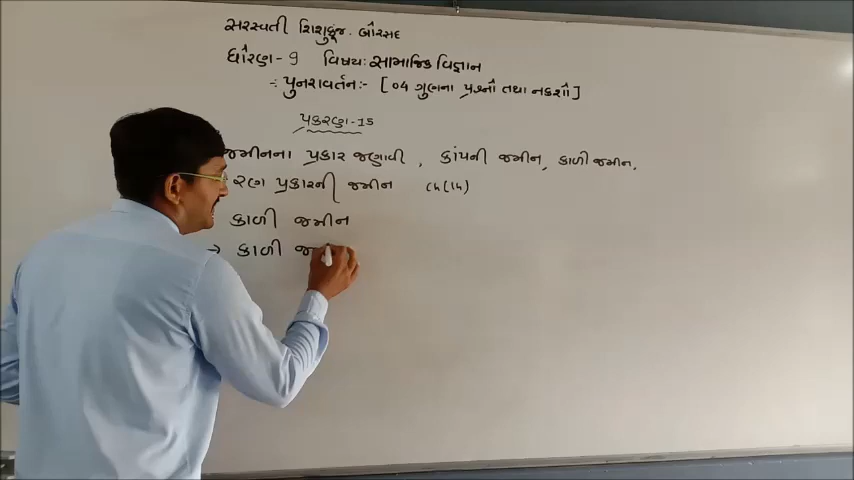 સરસ્વતી શિશુકુંજ. બોરસદ
ધોરણ-9 વિષય: સામાજિક વિજ્ઞાન
:- પુનરાવર્તન:- [04 ગુણના પ્રશ્નો તથા નકશો]
પ્રકરણ-15
જમીનના પ્રકાર જણાવી, કાંપની જમીન, કાળી જમીન,
રણ પ્રકારની જમીન
કાળી જમીન
→ કાળી